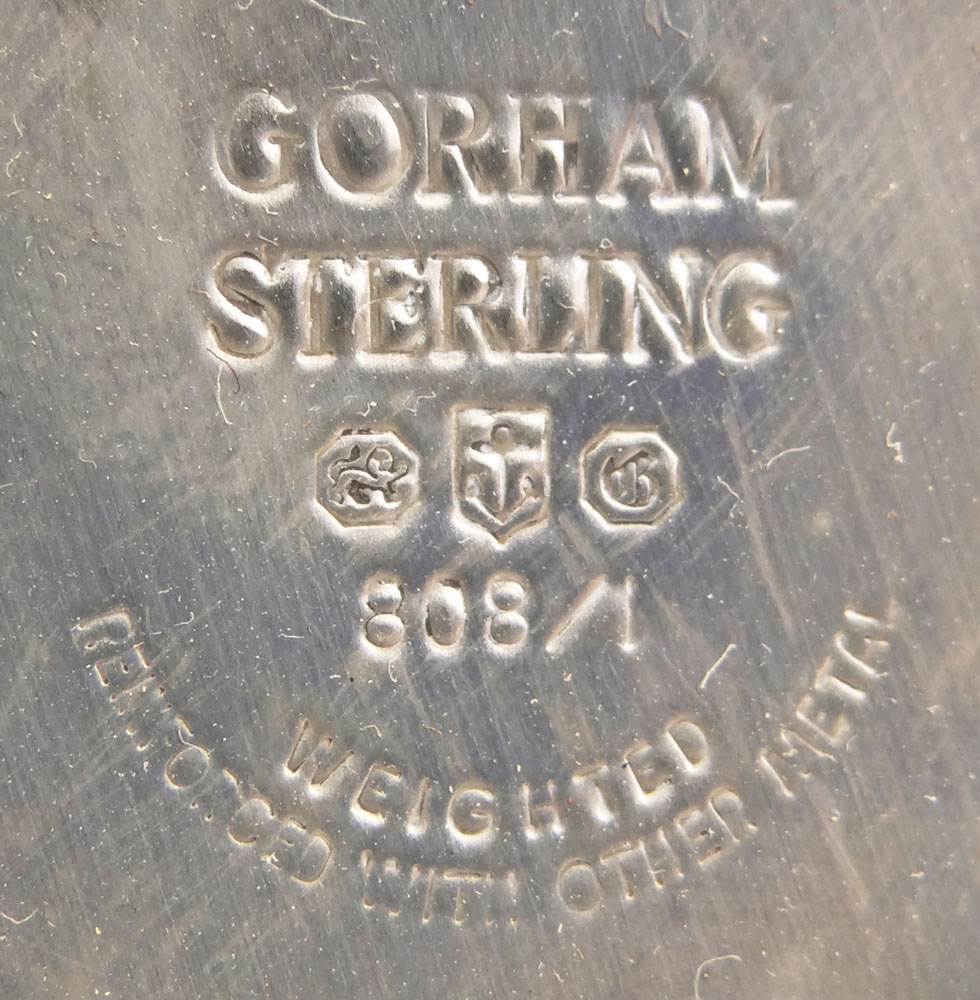 GORHAM
STERLING
G
808/1
WEIGHTED
REINFORCED WITH OTHER METAL